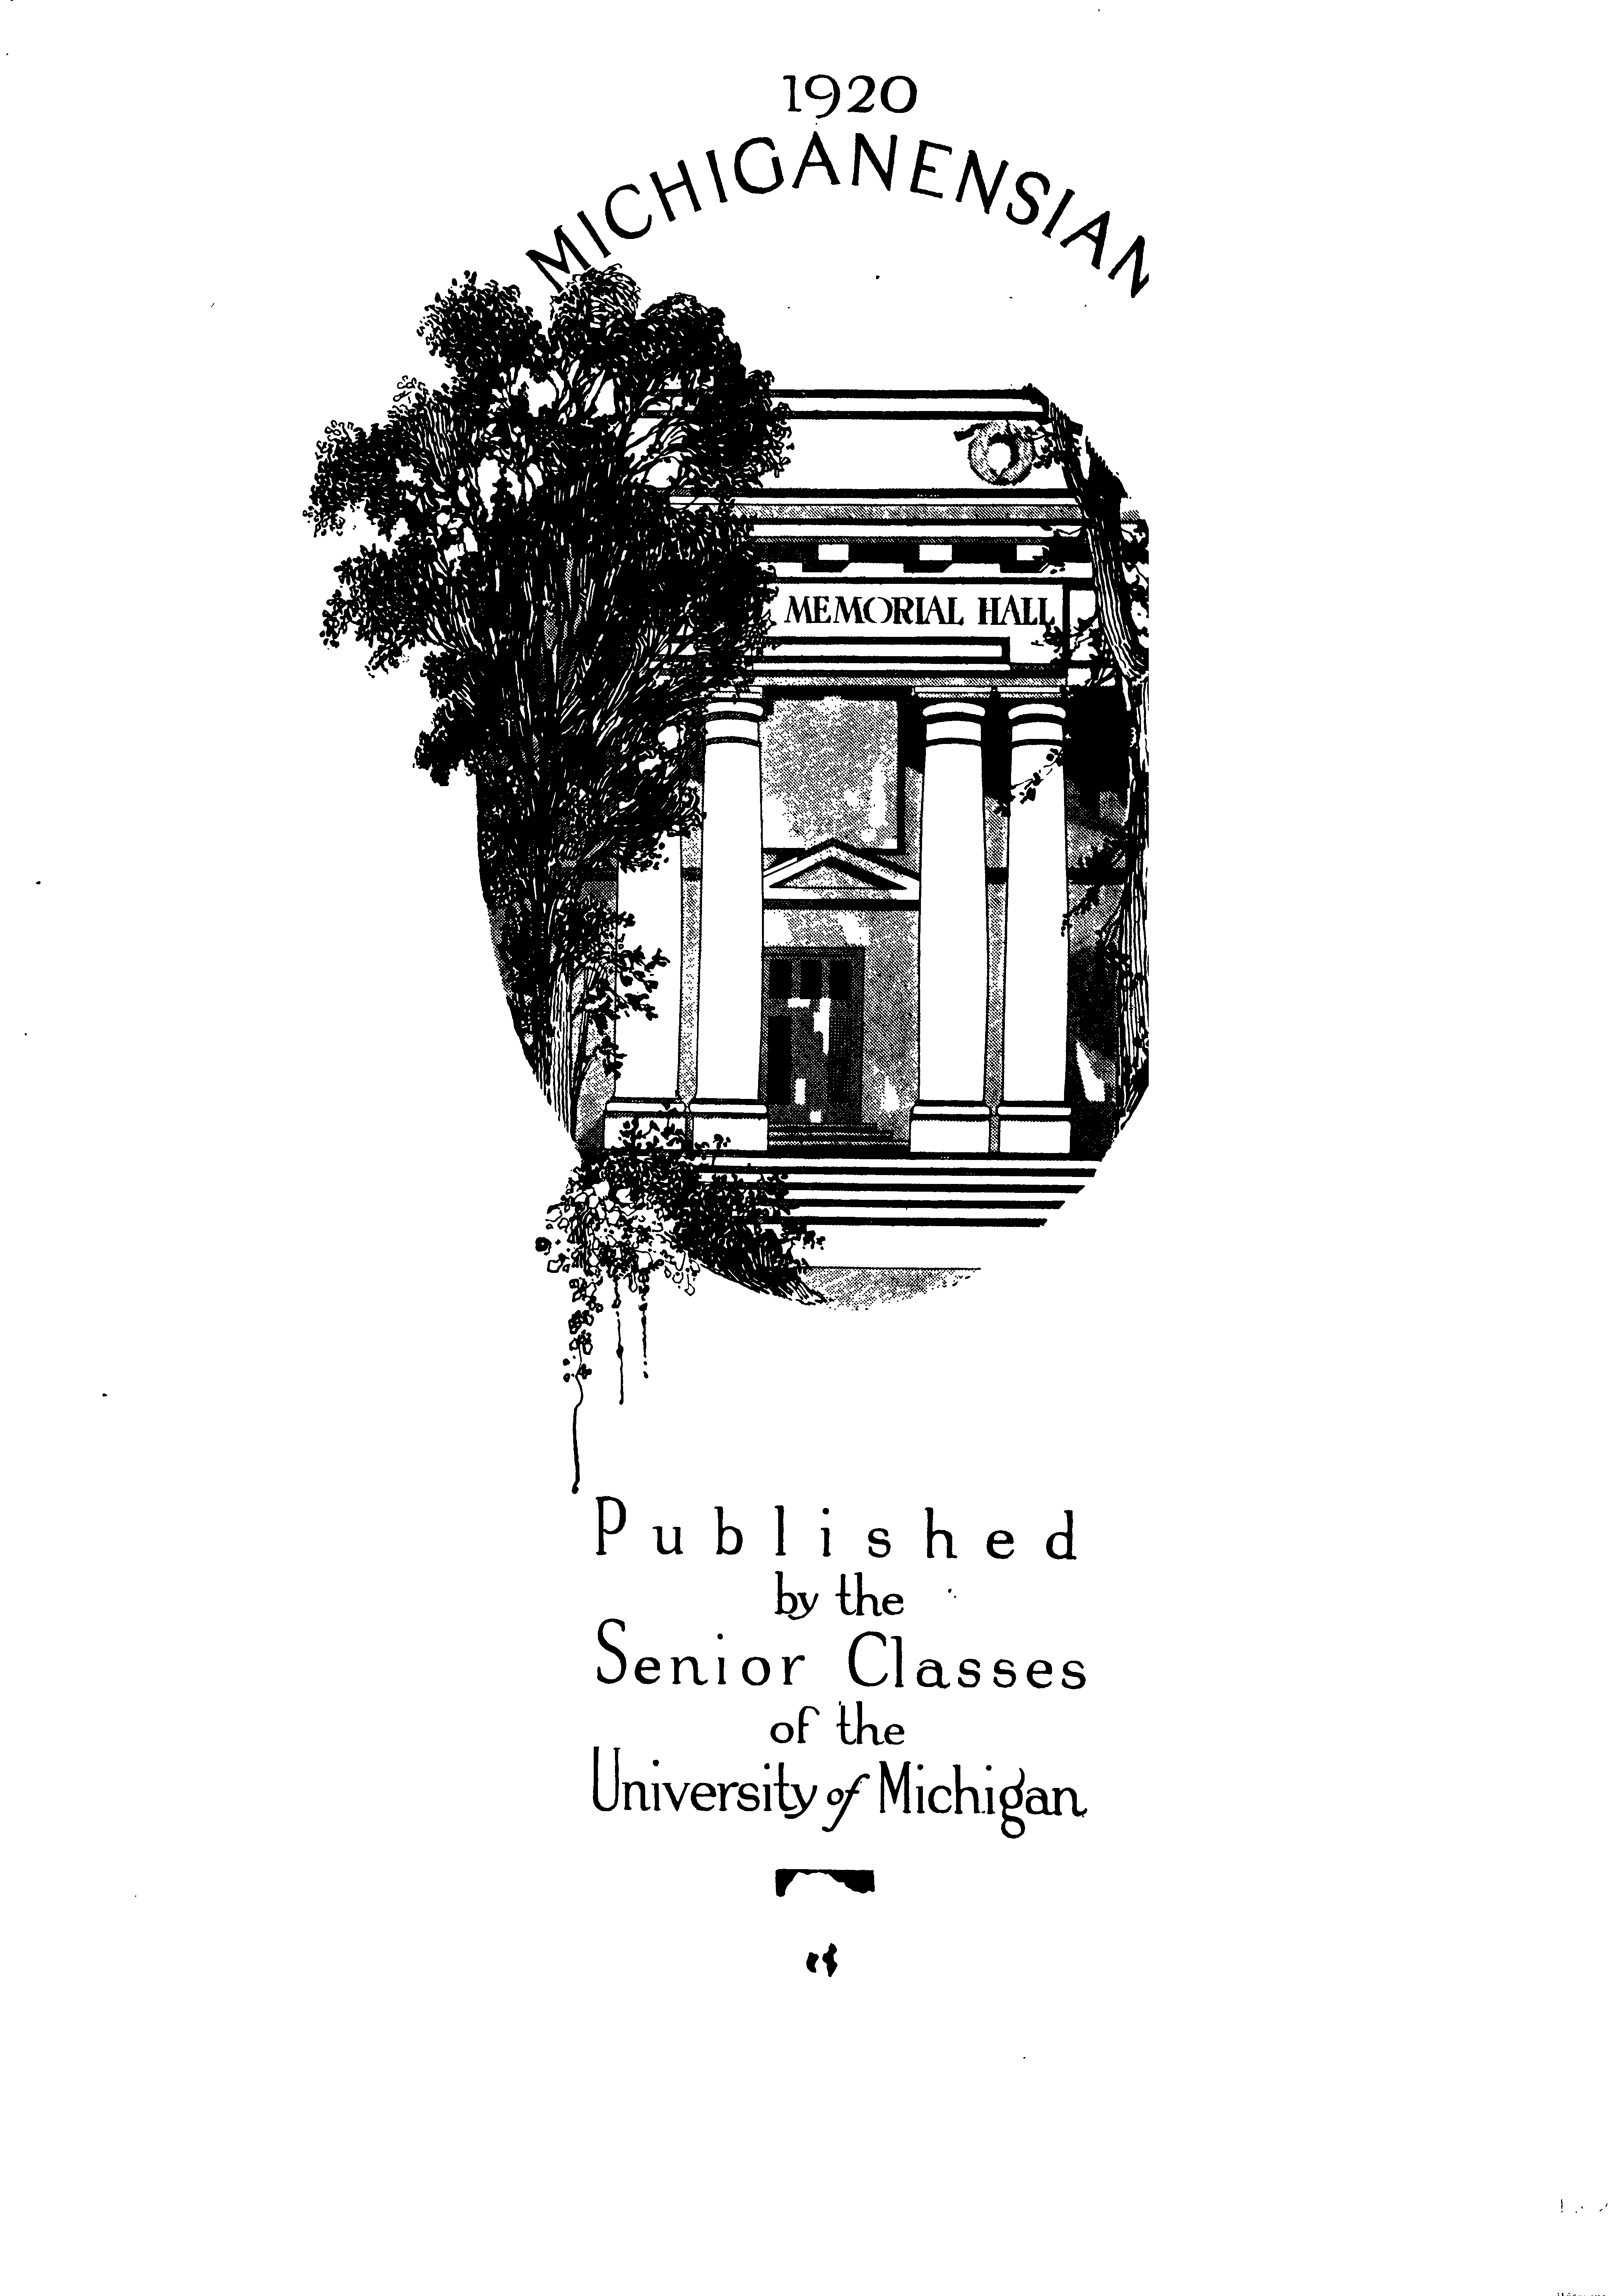 1920
MICHIGANENSIAN
MEMORIAL HALL
Published
by the
Senior Classes
of the
University of Michigan